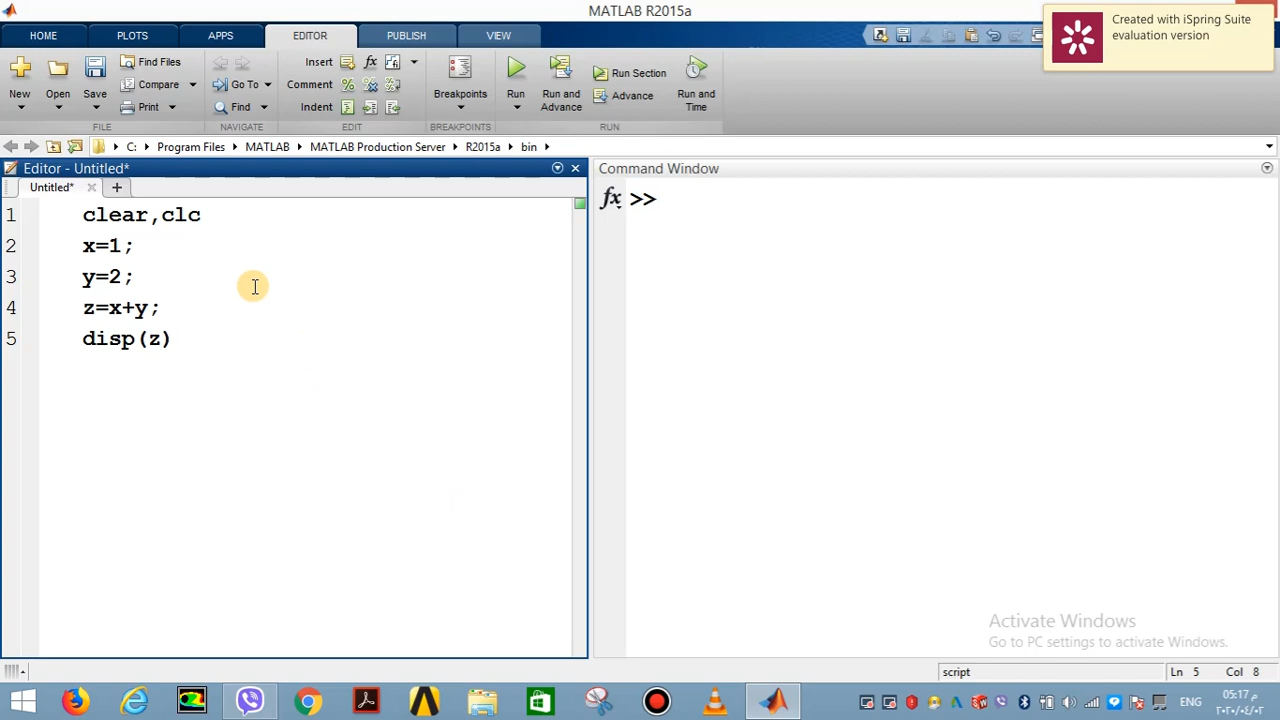 MATLAB R2015a
Created with iSpring Suite
evaluation version
HOME
PLOTS
APPS
EDITOR
PUBLISH
VIEW
New
Open
Save
Find Files
Compare
Print
Go To
Find
Insert
Comment
Indent
Breakpoints
Run
Run and
Advance
Run Section
Advance
Run and
Time
FILE
NAVIGATE
EDIT
BREAKPOINTS
RUN
C: Program Files MATLAB MATLAB Production Server R2015a bin
Editor - Untitled*
Untitled*
1 clear,clc
2 x=1;
3 y=2;
4 z=x+y;
5 disp(z)
Command Window
fx >>
Activate Windows
Go to PC settings to activate Windows.
script
Ln 5 Col 8
ENG
٠٥:١٧ م